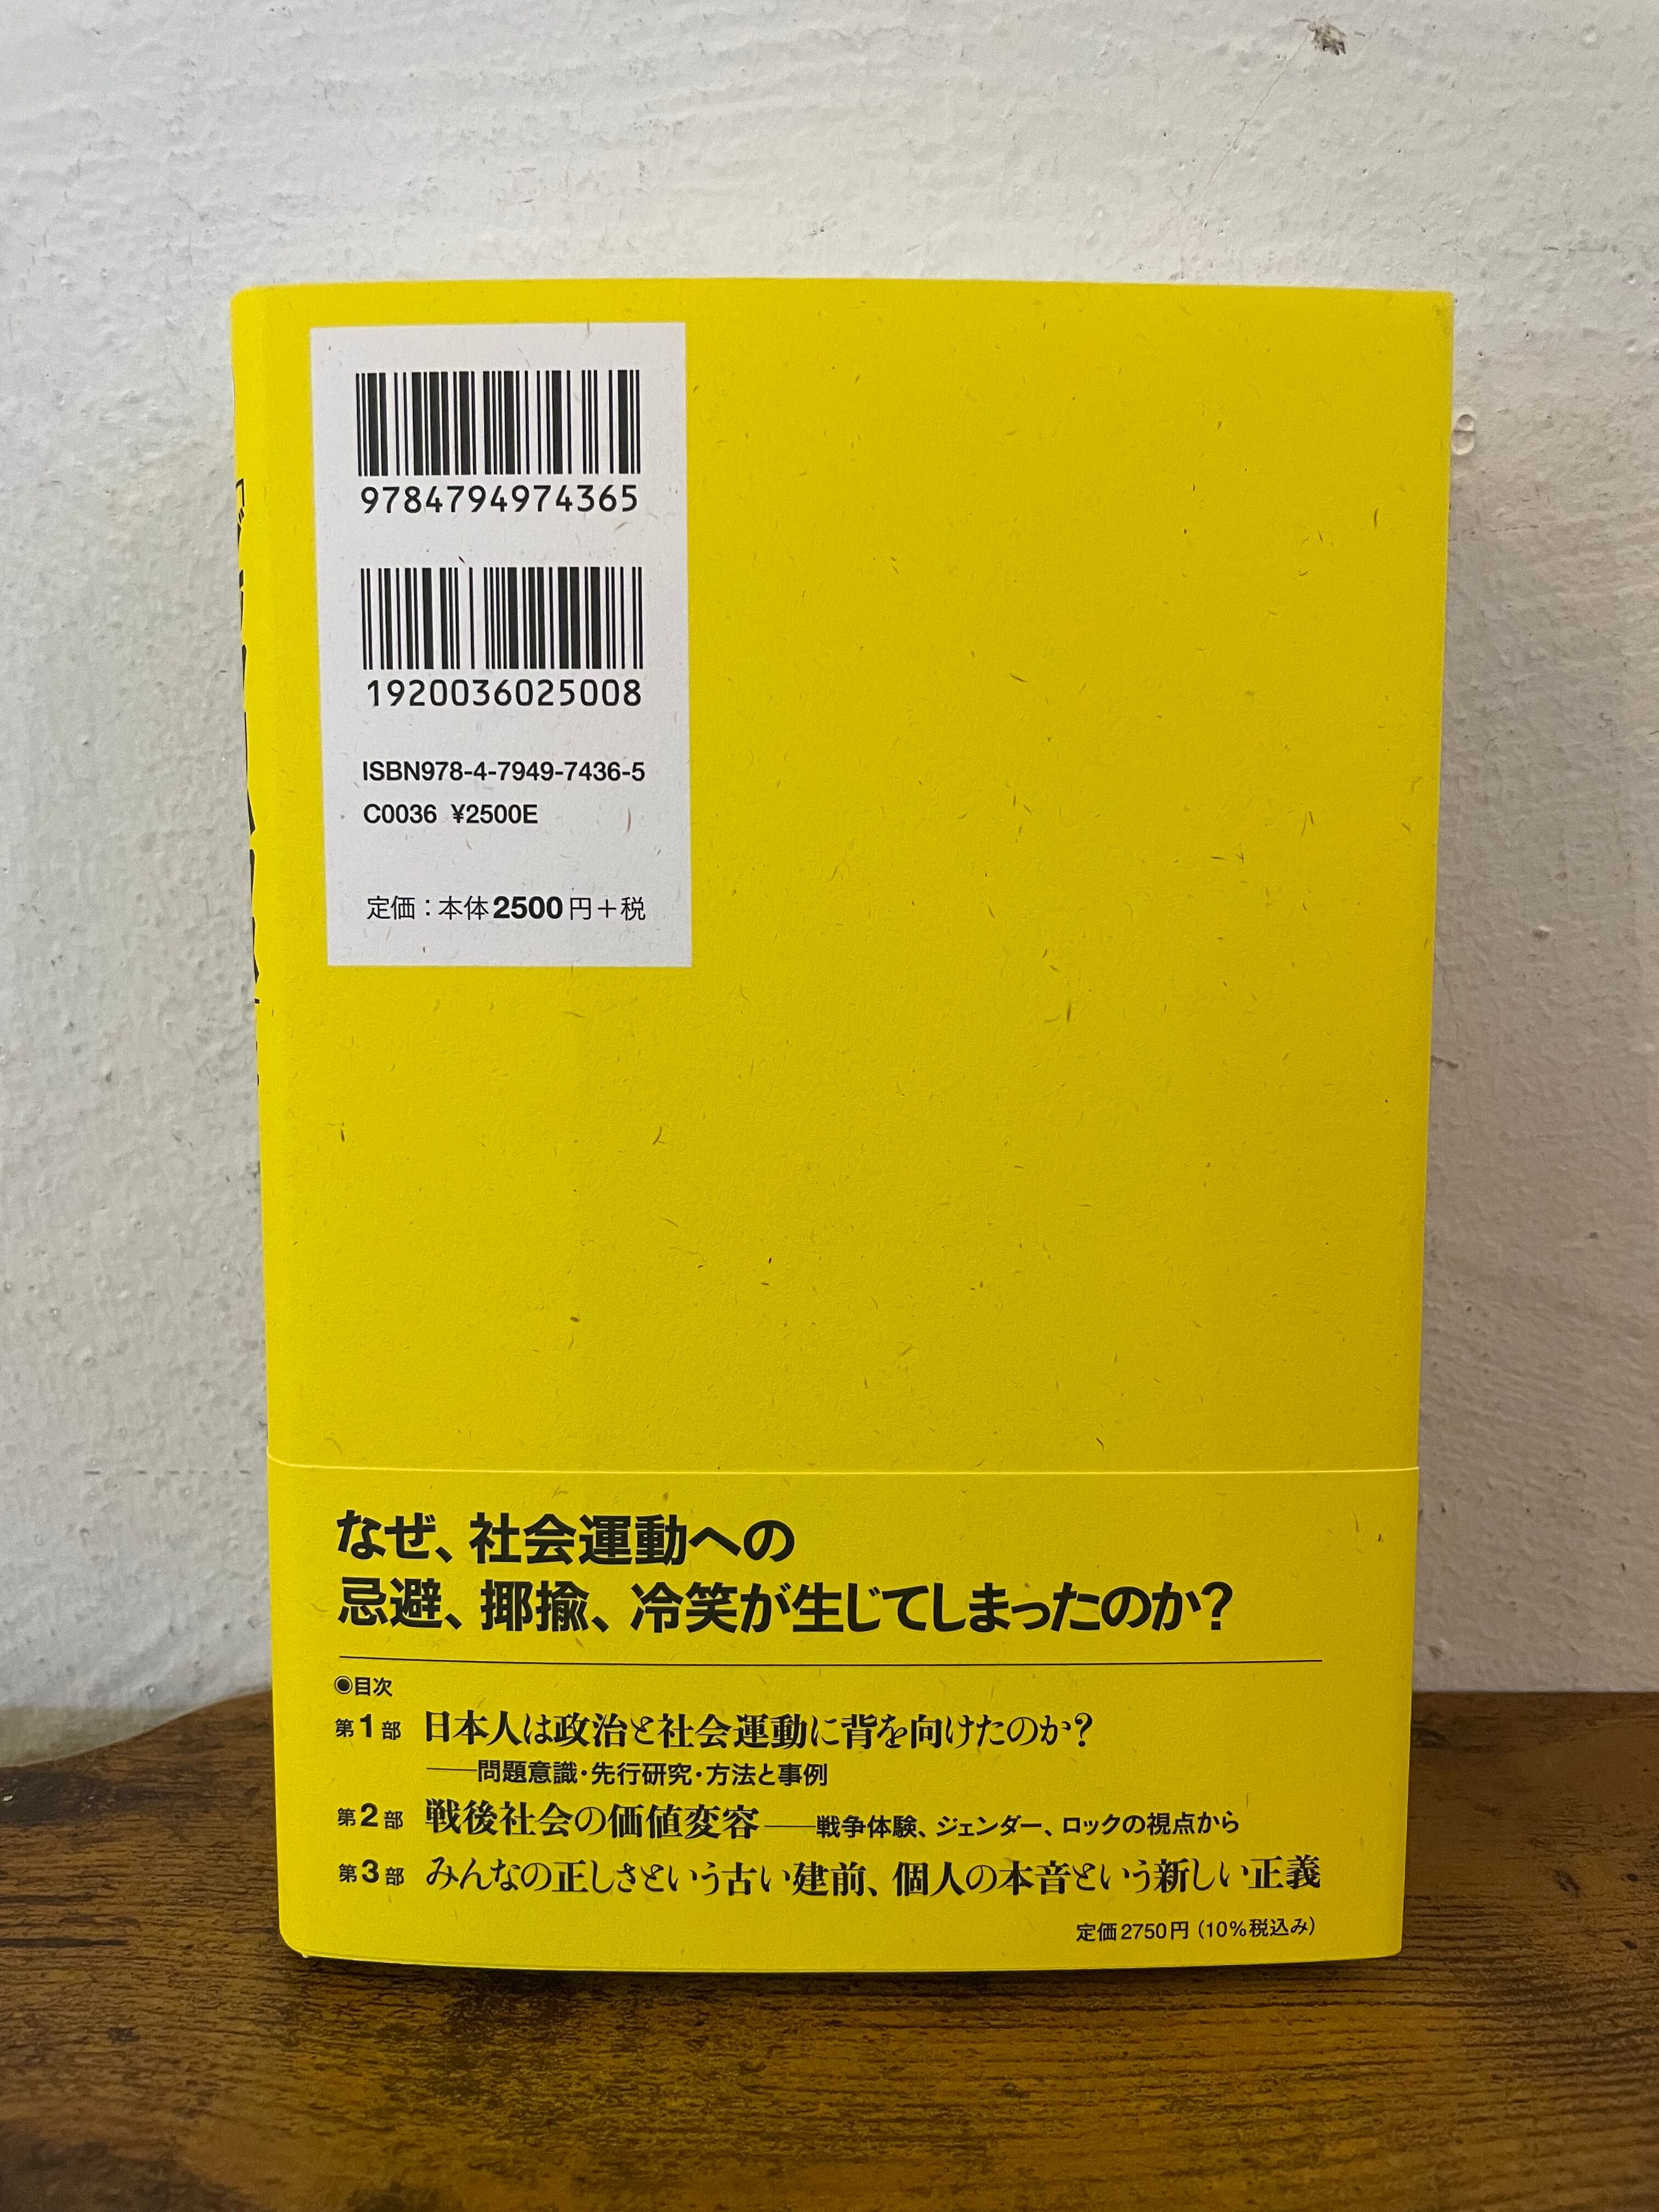 9784794974365
1920036025008
ISBN978-4-7949-7436-5
C0036 ¥2500E
定価：本体2500円＋税
なぜ、社会運動への
忌避、揶揄、冷笑が生じてしまったのか？
◉目次
第1部 日本人は政治と社会運動に背を向けたのか？
──問題意識・先行研究・方法と事例
第2部 戦後社会の価値変容──戦争体験、ジェンダー、ロックの視点から
第3部 みんなの正しさという古い建前、個人の本音という新しい正義
定価2750円（10％税込み）